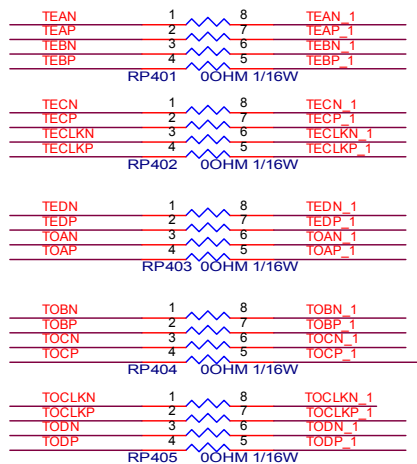 TEAN 1 8 TEAN_1
TEAP 2 7 TEAP_1
TEBN 3 6 TEBN_1
TEBP 4 5 TEBP_1
RP401 0OHM 1/16W
TECN 1 8 TECN_1
TECP 2 7 TECP_1
TECLKN 3 6 TECLKN_1
TECLKP 4 5 TECLKP_1
RP402 0OHM 1/16W
TEDN 1 8 TEDN_1
TEDP 2 7 TEDP_1
TOAN 3 6 TOAN_1
TOAP 4 5 TOAP_1
RP403 0OHM 1/16W
TOBN 1 8 TOBN_1
TOBP 2 7 TOBP_1
TOCN 3 6 TOCN_1
TOCP 4 5 TOCP_1
RP404 0OHM 1/16W
TOCLKN 1 8 TOCLKN_1
TOCLKP 2 7 TOCLKP_1
TODN 3 6 TODN_1
TODP 4 5 TODP_1
RP405 0OHM 1/16W